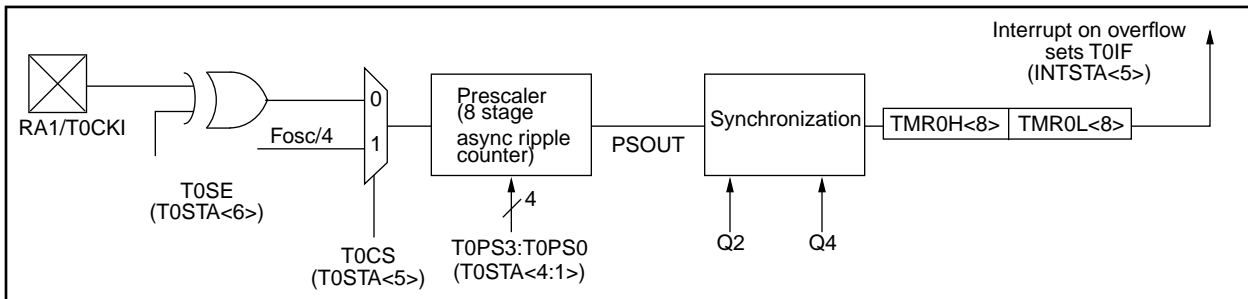 Interrupt on overflow
sets T0IF
(INTSTA<5>)
RA1/T0CKI
T0SE
(T0STA<6>)
Fosc/4
0
1
T0CS
(T0STA<5>)
Prescaler
(8 stage
async ripple
counter)
4
T0PS3:T0PS0
(T0STA<4:1>)
PSOUT
Synchronization
Q2
Q4
TMR0H<8>
TMR0L<8>